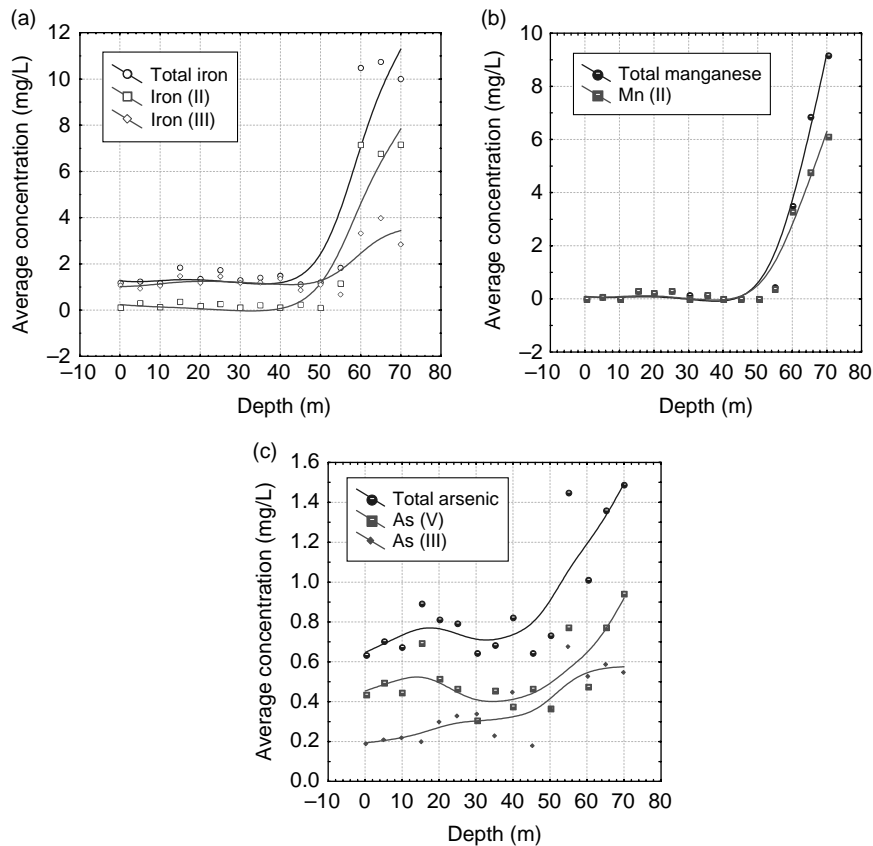 (a)
12
10
8
6
4
2
0
−2
−10 0 10 20 30 40 50 60 70 80
Average concentration (mg/L)
Depth (m)
Total iron
Iron (II)
Iron (III)
(b)
10
8
6
4
2
0
−2
−10 0 10 20 30 40 50 60 70 80
Average concentration (mg/L)
Depth (m)
Total manganese
Mn (II)
(c)
1.6
1.4
1.2
1.0
0.8
0.6
0.4
0.2
0.0
−10 0 10 20 30 40 50 60 70 80
Average concentration (mg/L)
Depth (m)
Total arsenic
As (V)
As (III)